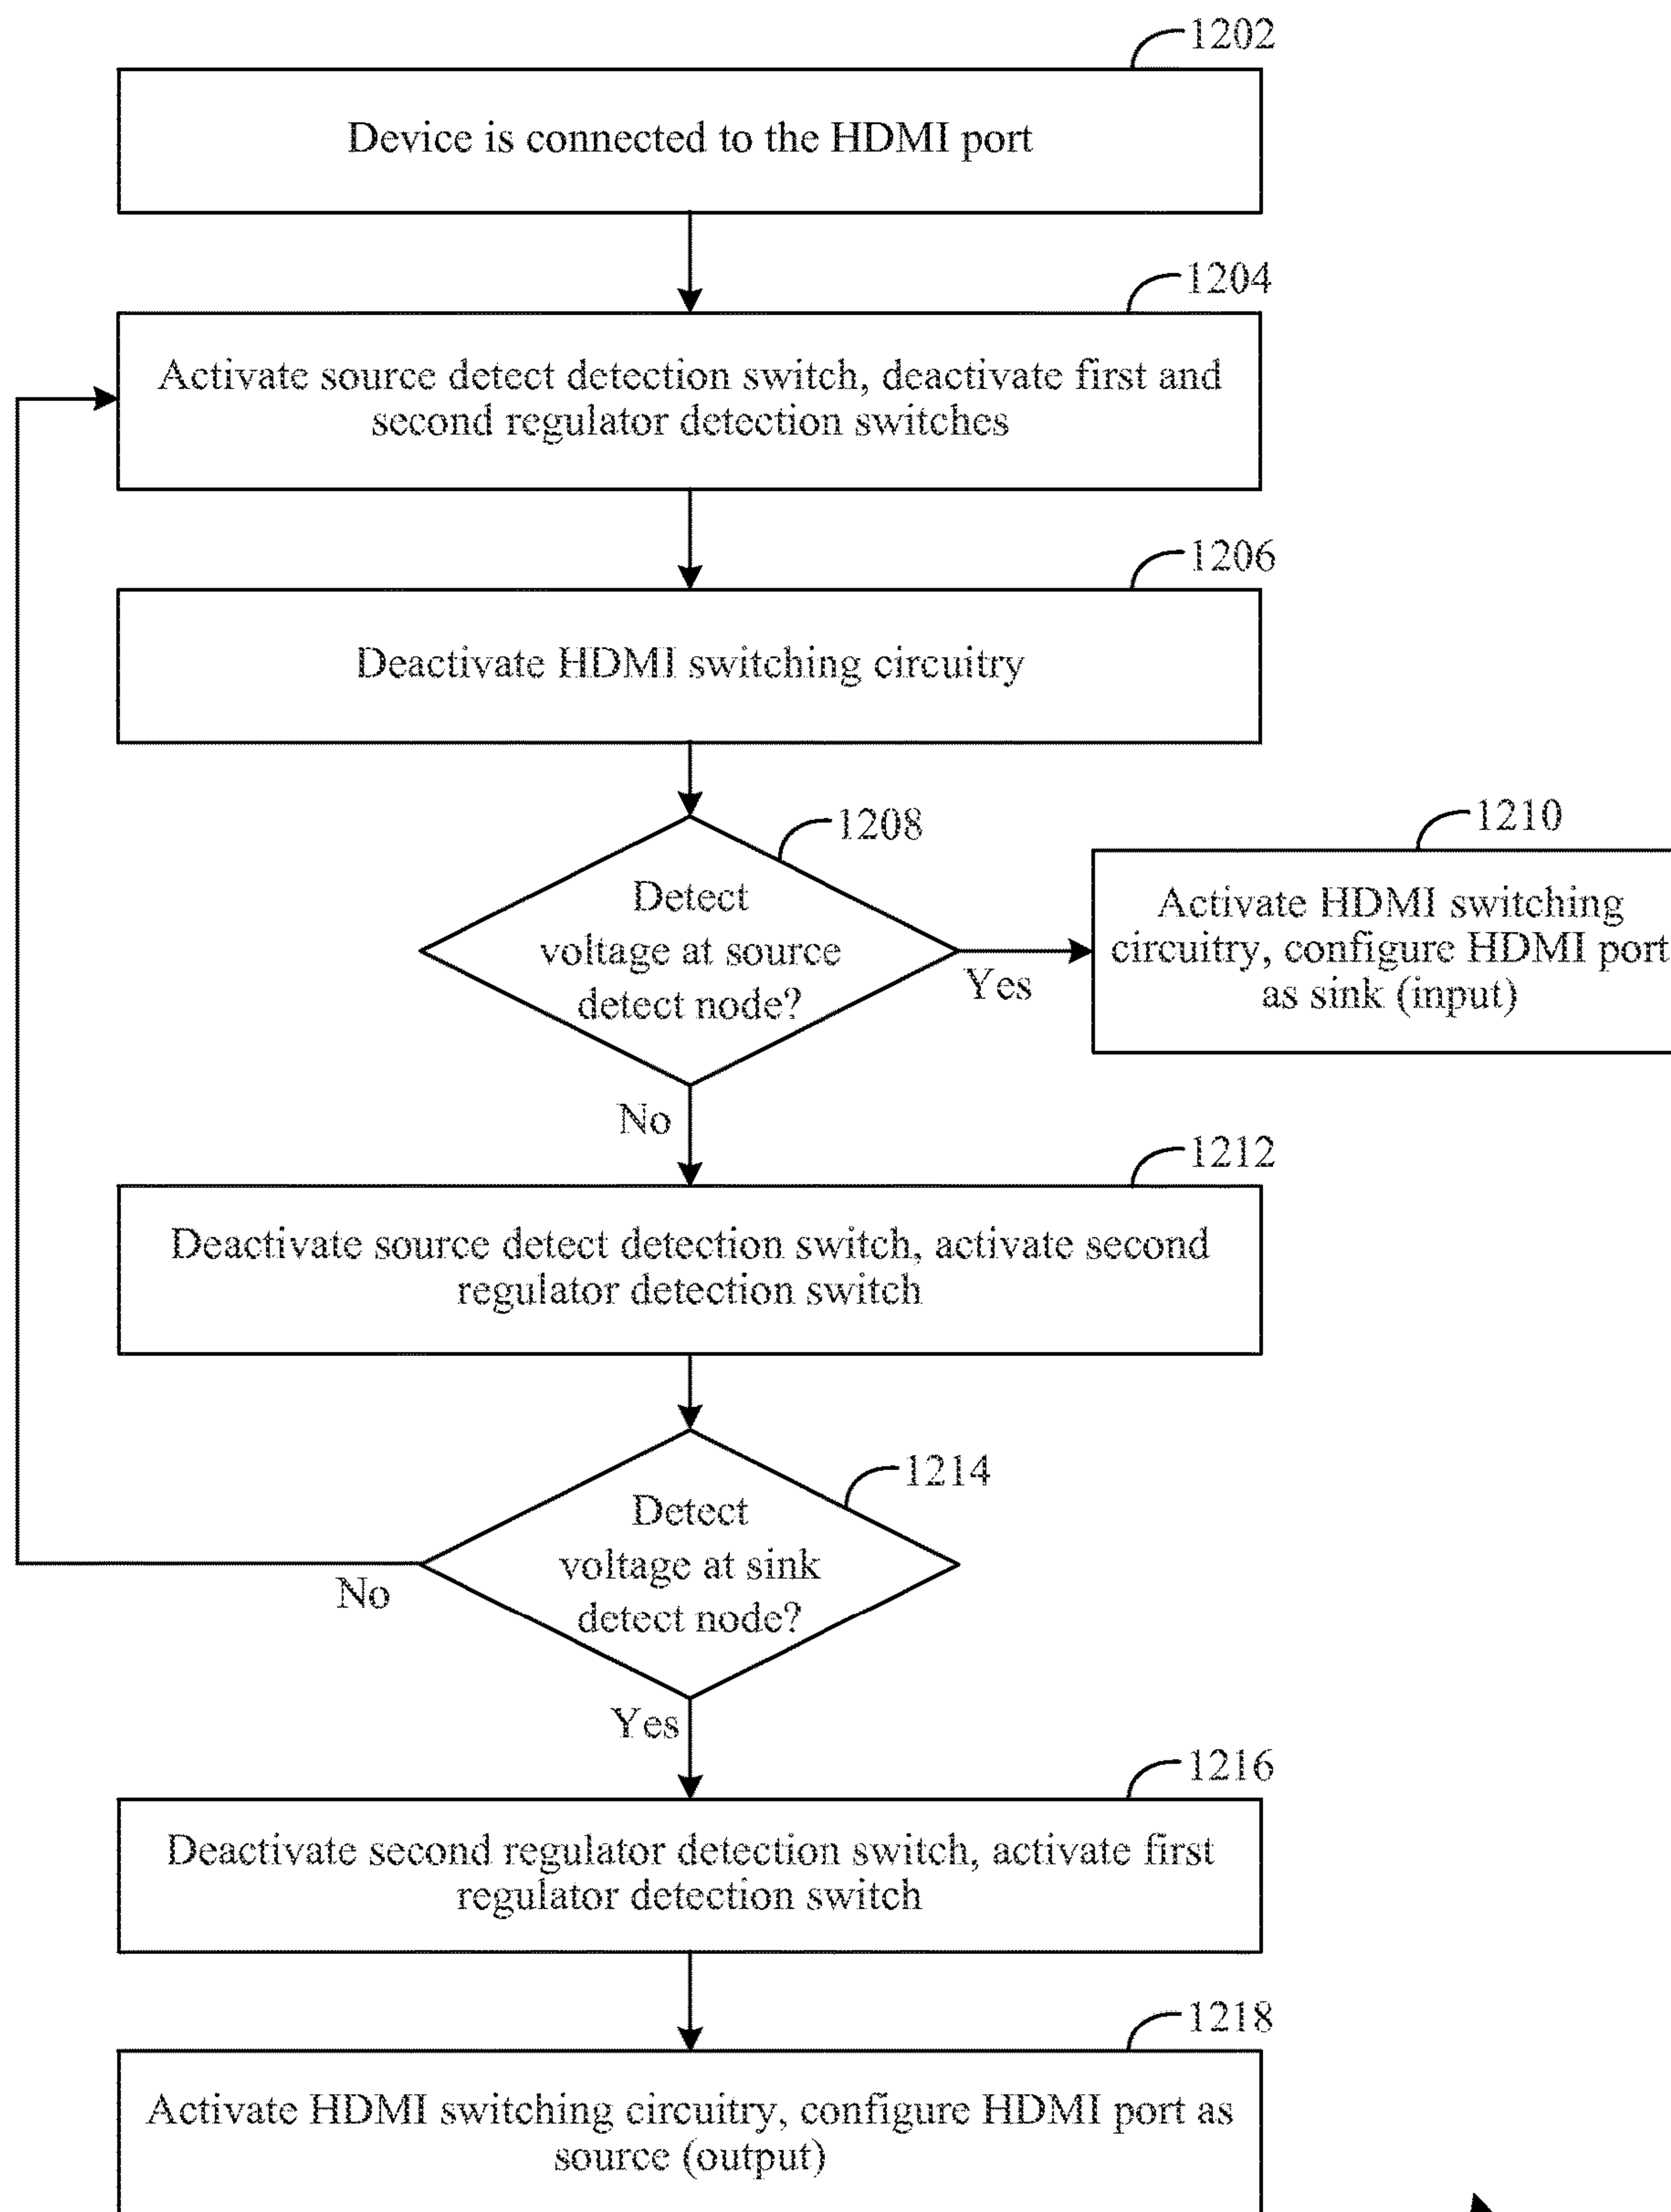 1202
Device is connected to the HDMI port
1204
Activate source detect detection switch, deactivate first and
second regulator detection switches
1206
Deactivate HDMI switching circuitry
1208
Detect
voltage at source
detect node?
Yes
1210
Activate HDMI switching
circuitry, configure HDMI port
as sink (input)
No
1212
Deactivate source detect detection switch, activate second
regulator detection switch
1214
Detect
voltage at sink
detect node?
No
Yes
1216
Deactivate second regulator detection switch, activate first
regulator detection switch
1218
Activate HDMI switching circuitry, configure HDMI port as
source (output)